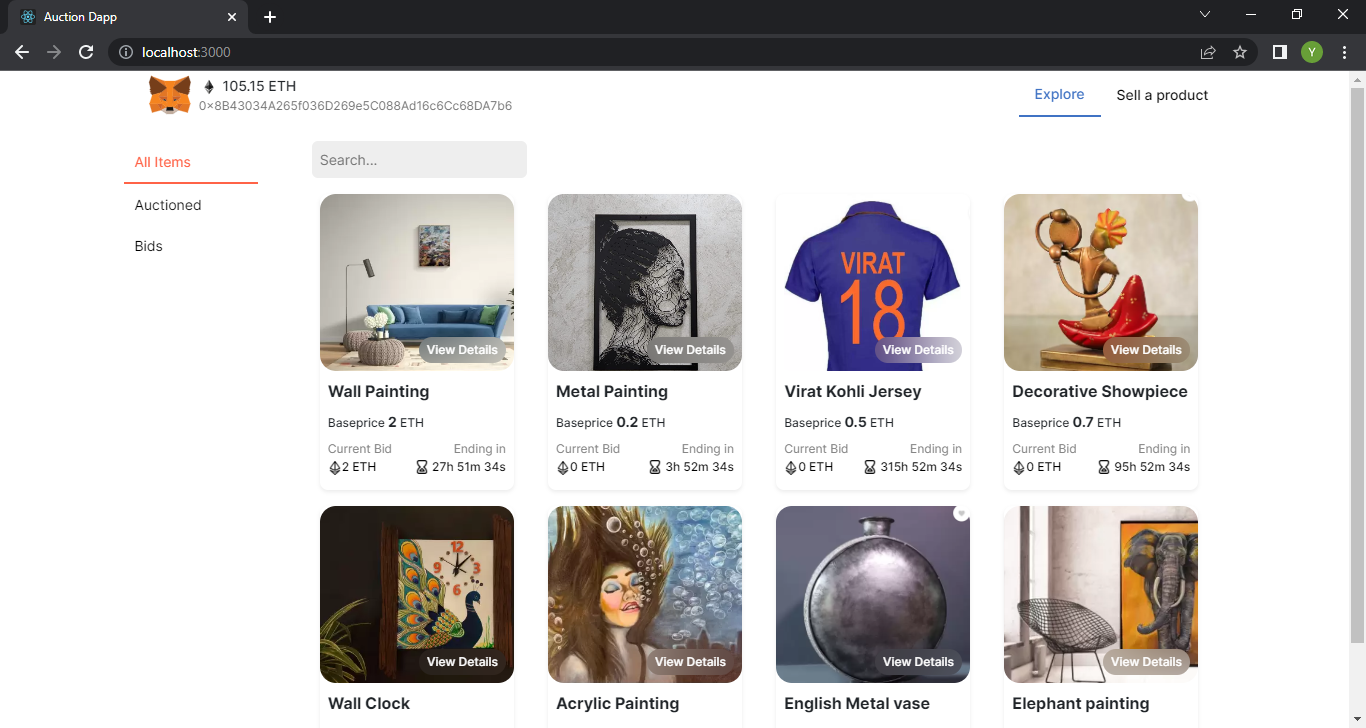 Auction Dapp
localhost:3000
Y
105.15 ETH
0×8B43034A265f036D269e5C088Ad16c6Cc68DA7b6
Explore
Sell a product
All Items
Auctioned
Bids
Search...
View Details
View Details
VIRAT
18
View Details
View Details
Wall Painting
Metal Painting
Virat Kohli Jersey
Decorative Showpiece
Baseprice 2 ETH
Baseprice 0.2 ETH
Baseprice 0.5 ETH
Baseprice 0.7 ETH
Current Bid Ending in
Current Bid Ending in
Current Bid Ending in
Current Bid Ending in
2 ETH 27h 51m 34s
0 ETH 3h 52m 34s
0 ETH 315h 52m 34s
0 ETH 95h 52m 34s
12
9 3
6
View Details
View Details
View Details
View Details
Wall Clock
Acrylic Painting
English Metal vase
Elephant painting